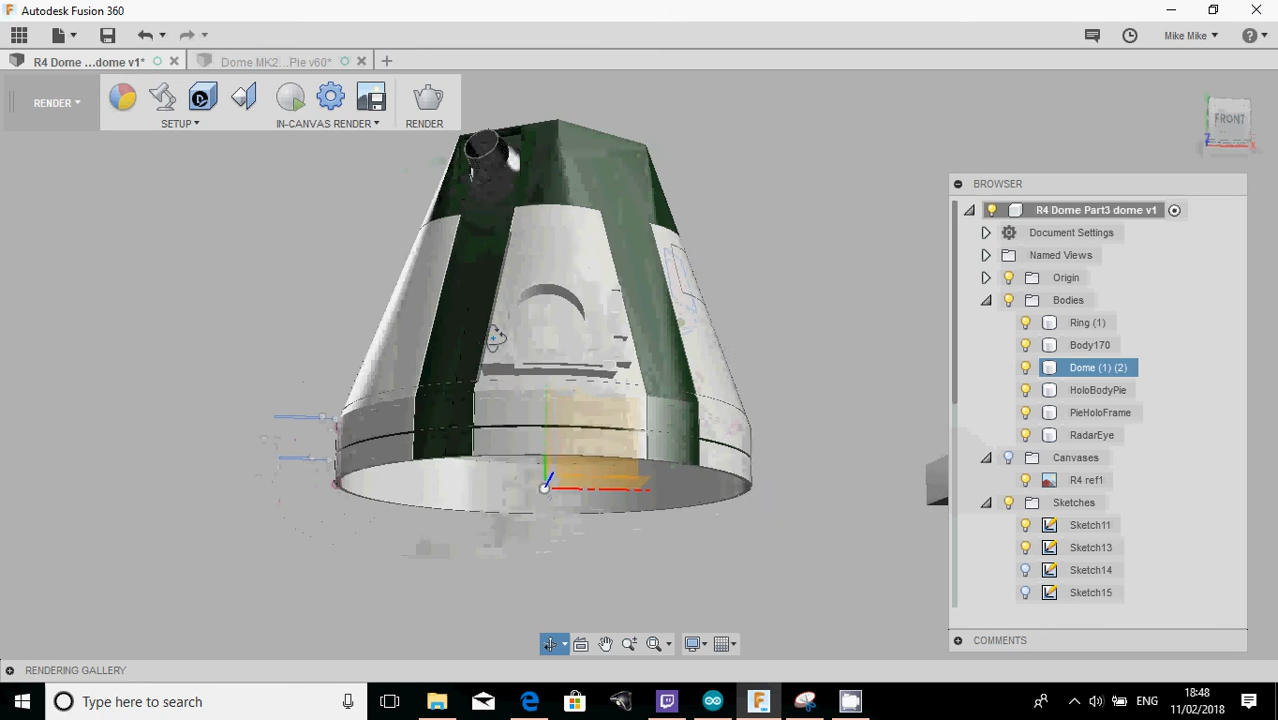 Autodesk Fusion 360
Mike Mike
R4 Dome ...dome v1*
Dome MK2...Pie v60*
RENDER
SETUP
IN-CANVAS RENDER
RENDER
FRONT
Z
X
BROWSER
R4 Dome Part3 dome v1
Document Settings
Named Views
Origin
Bodies
Ring (1)
Body170
Dome (1) (2)
HoloBodyPie
PieHoloFrame
RadarEye
Canvases
R4 ref1
Sketches
Sketch11
Sketch13
Sketch14
Sketch15
COMMENTS
RENDERING GALLERY
Type here to search
ENG
18:48
11/02/2018